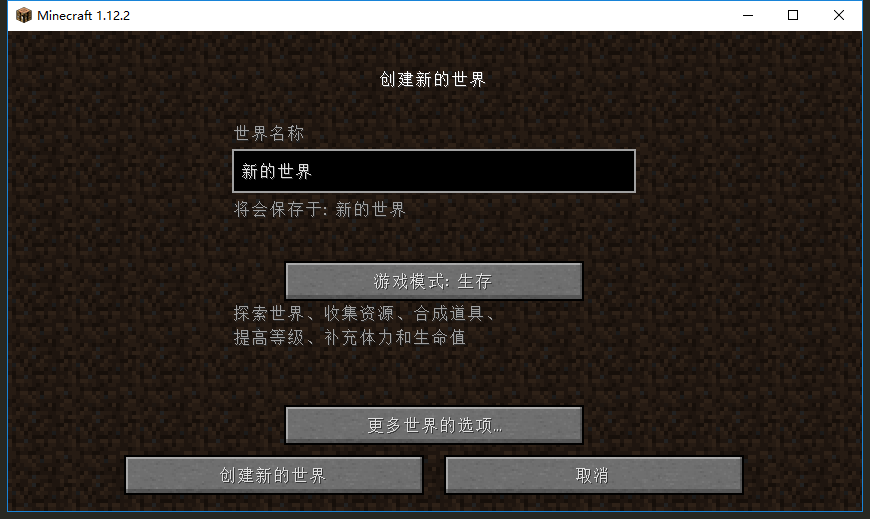 Minecraft 1.12.2
创建新的世界
世界名称
新的世界
将会保存于: 新的世界
游戏模式: 生存
探索世界、收集资源、合成道具、
提高等级、补充体力和生命值
更多世界的选项...
创建新的世界
取消